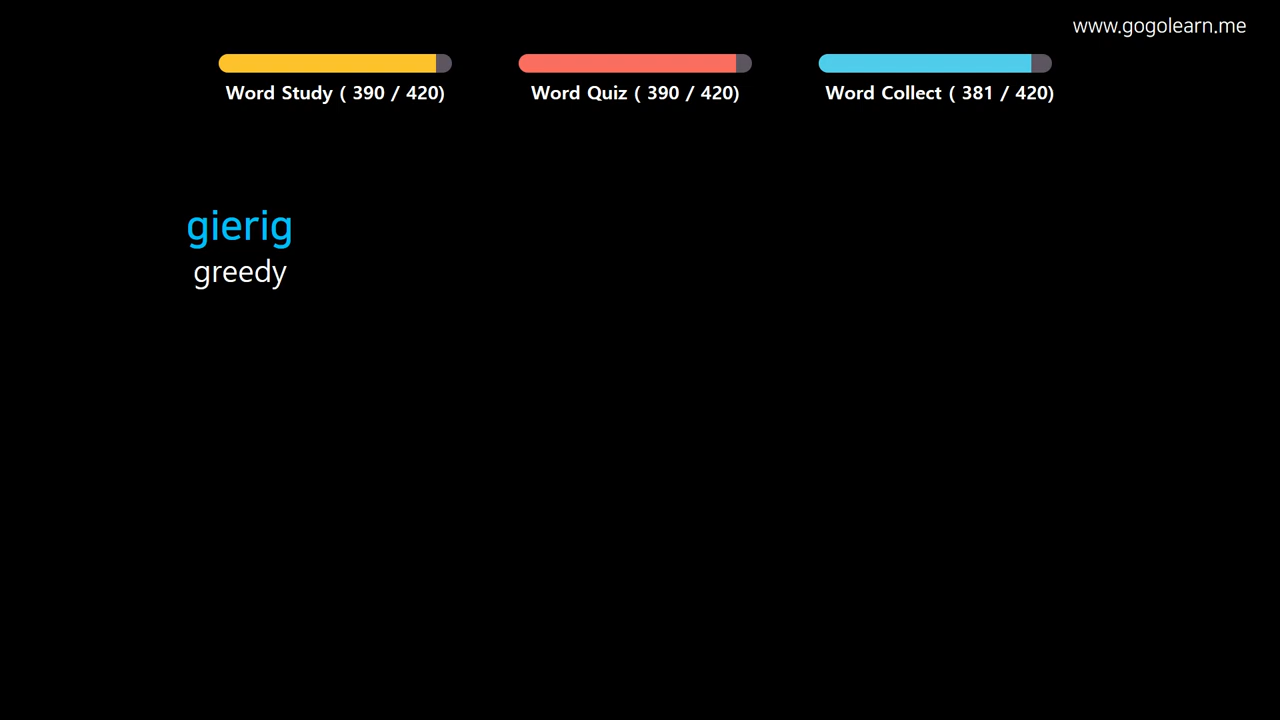 www.gogolearn.me
Word Study ( 390 / 420)
Word Quiz ( 390 / 420)
Word Collect ( 381 / 420)
gierig
greedy